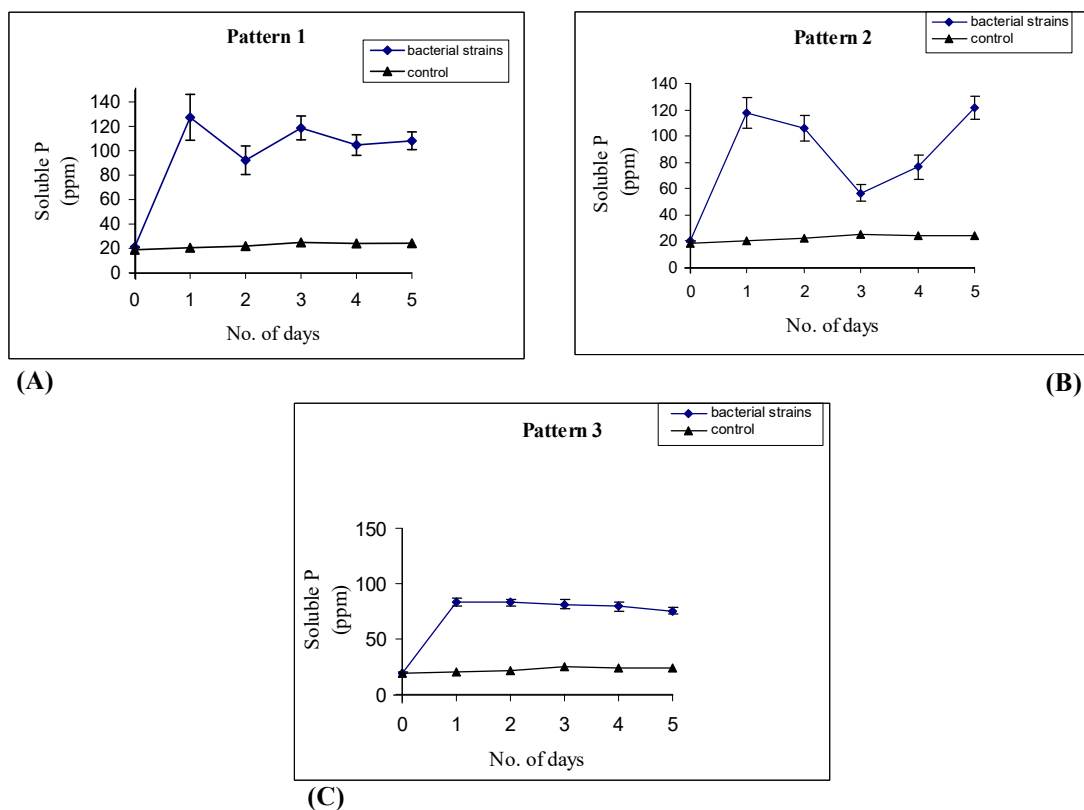 Pattern 1
bacterial strains
control
140
120
100
80
60
40
20
0
Soluble P
(ppm)
0 1 2 3 4 5
No. of days
(A)
Pattern 2
bacterial strains
control
140
120
100
80
60
40
20
0
Soluble P
(ppm)
0 1 2 3 4 5
No. of days
(B)
Pattern 3
bacterial strains
control
150
100
50
0
Soluble P
(ppm)
0 1 2 3 4 5
No. of days
(C)